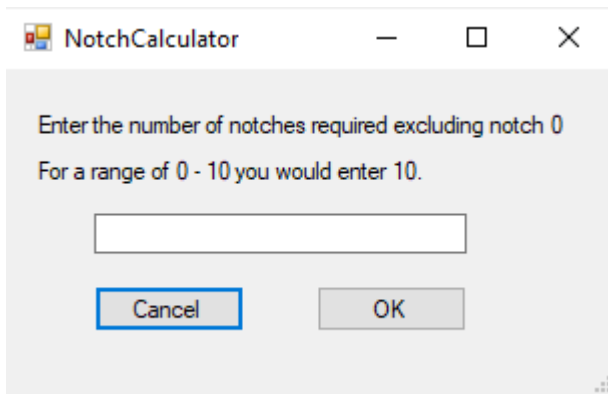 NotchCalculator
Enter the number of notches required excluding notch 0
For a range of 0 - 10 you would enter 10.
Cancel OK